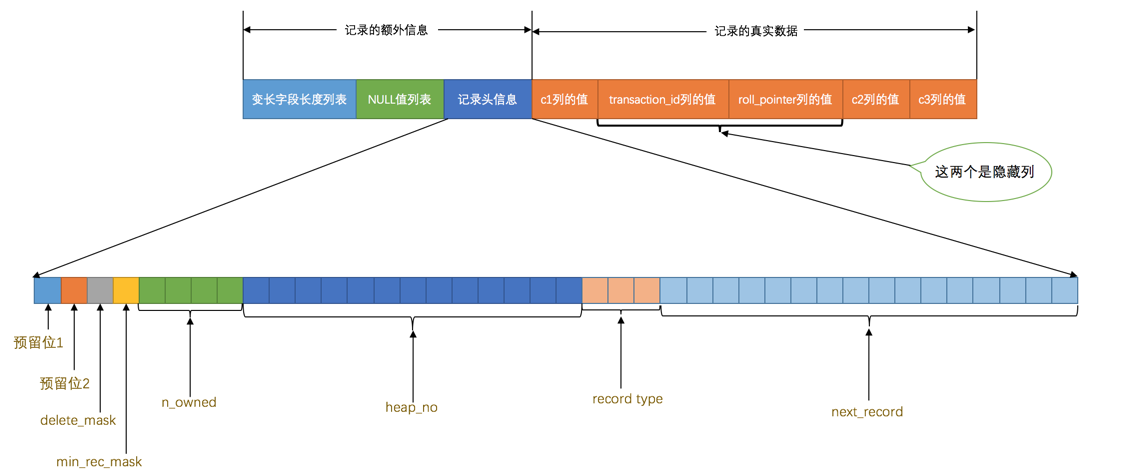 记录的额外信息
记录的真实数据
变长字段长度列表
NULL值列表
记录头信息
c1列的值
transaction_id列的值
roll_pointer列的值
c2列的值
c3列的值
这两个是隐藏列
预留位1
预留位2
delete_mask
min_rec_mask
n_owned
heap_no
record type
next_record